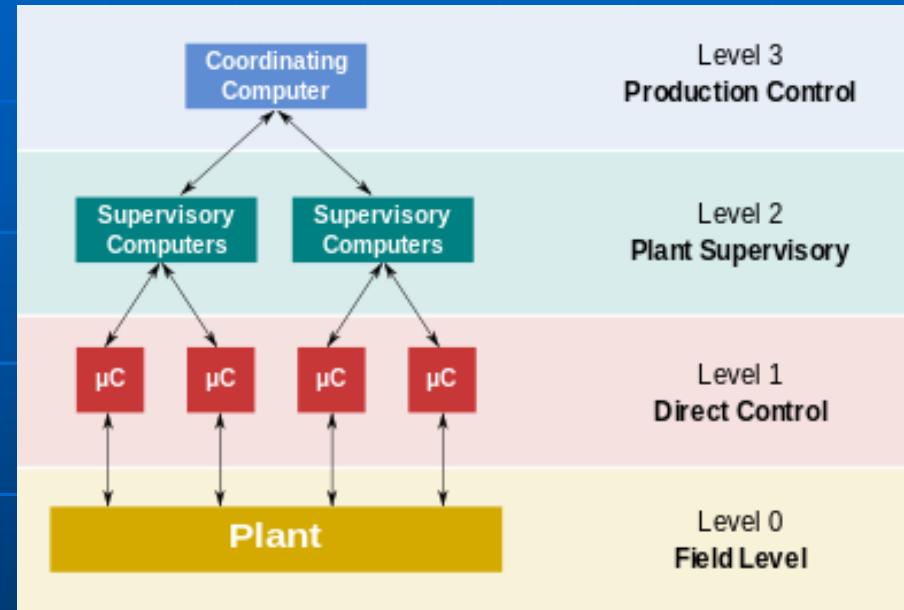 Coordinating
Computer
Level 3
Production Control
Supervisory
Computers
Supervisory
Computers
Level 2
Plant Supervisory
µC
µC
µC
µC
Level 1
Direct Control
Plant
Level 0
Field Level